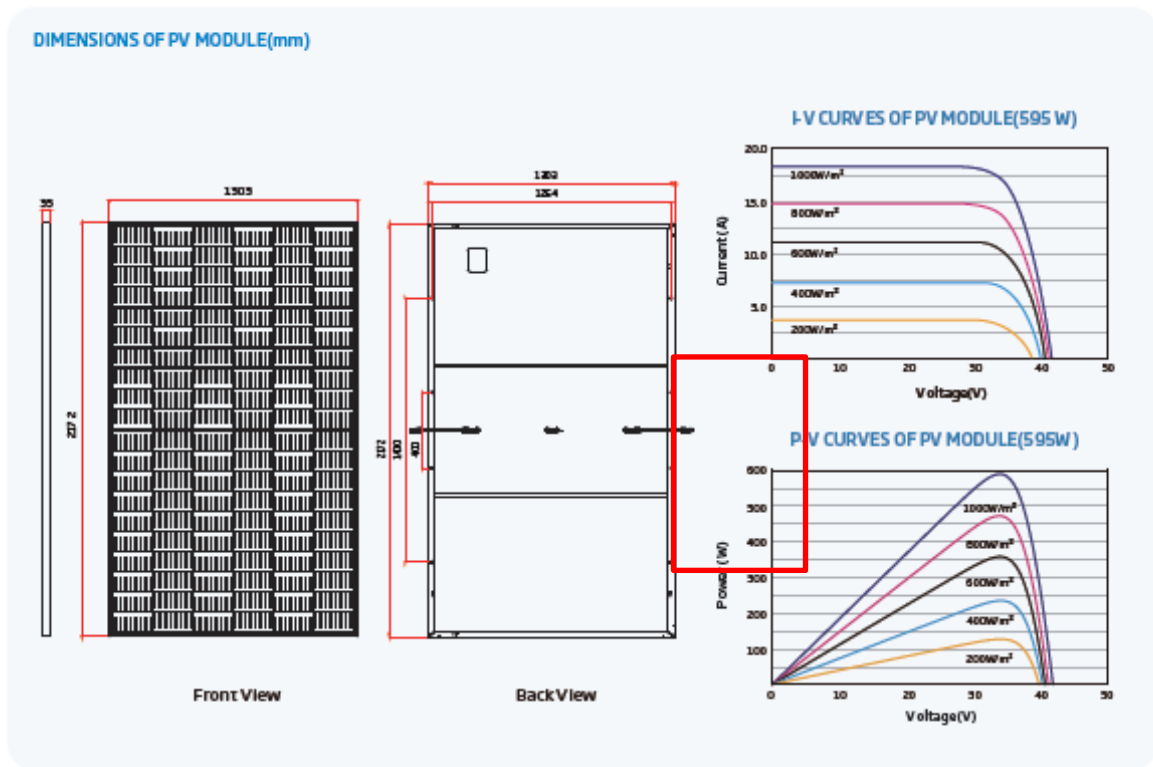 DIMENSIONS OF PV MODULE(mm)
35
1303
2172
Front View
1303
1264
2172
1400
400
Back View
I-V CURVES OF PV MODULE(595 W)
Current(A)
20.0
15.0
10.0
5.0
1000W/m²
800W/m²
600W/m²
400W/m²
200W/m²
0 10 20 30 40 50
Voltage(V)
P-V CURVES OF PV MODULE(595W)
Power(W)
600
500
400
300
200
100
1000W/m²
800W/m²
600W/m²
400W/m²
200W/m²
0 10 20 30 40 50
Voltage(V)